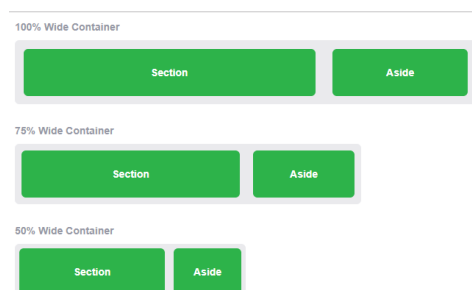 100% Wide Container
Section Aside
75% Wide Container
Section Aside
50% Wide Container
Section Aside